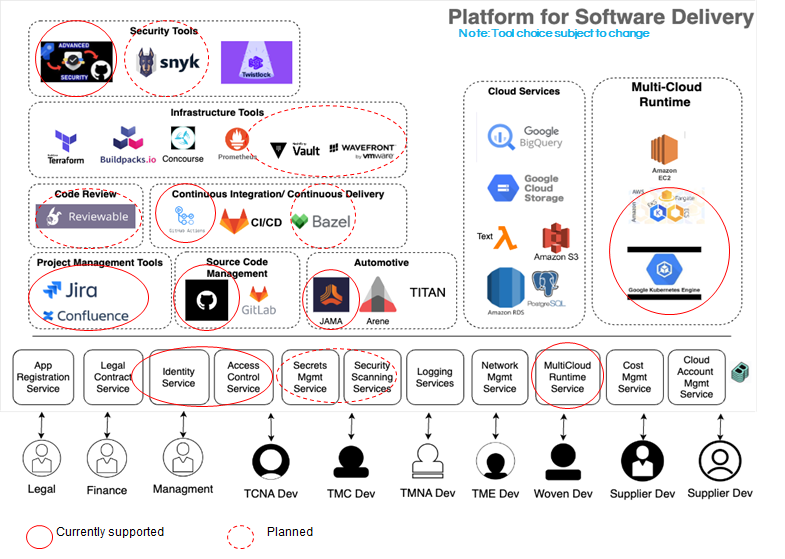 Platform for Software Delivery
Note: Tool choice subject to change
Security Tools
ADVANCED
SECURITY
snyk
Twistlock
Infrastructure Tools
Terraform
Buildpacks.io
Concourse
Prometheus
Vault
WAVEFRONT
by vmware
Code Review
Reviewable
Continuous Integration/ Continuous Delivery
GitHub Actions
CI/CD
Bazel
Project Management Tools
Jira
Confluence
Source Code
Management
GitLab
Automotive
JAMA
Arene
TITAN
Cloud Services
Google
BigQuery
Google
Cloud
Storage
Text
Amazon S3
Amazon RDS
PostgreSQL
Multi-Cloud
Runtime
Amazon
EC2
AWS
Fargate
Amazon
EKS
ECS
Google Kubernetes Engine
App
Registration
Service
Legal
Contract
Service
Identity
Service
Access
Control
Service
Secrets
Mgmt
Service
Security
Scanning
Services
Logging
Services
Network
Mgmt
Service
MultiCloud
Runtime
Service
Cost
Mgmt
Service
Cloud
Account
Mgmt
Service
Legal
Finance
Managment
TCNA Dev
TMC Dev
TMNA Dev
TME Dev
Woven Dev
Supplier Dev
Supplier Dev
Currently supported
Planned